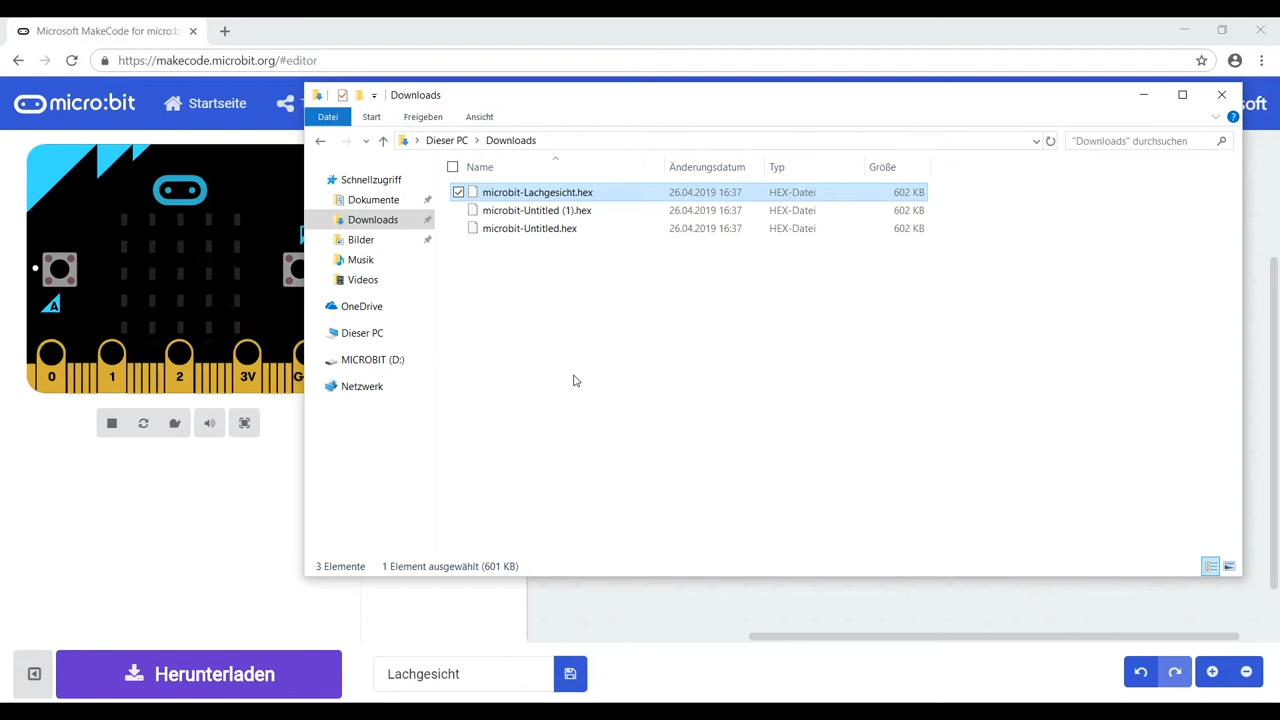 Microsoft MakeCode for micro:b
https://makecode.microbit.org/#editor
micro:bit
Startseite
soft
Downloads
Datei
Start
Freigeben
Ansicht
?
Dieser PC
Downloads
"Downloads" durchsuchen
Name
Änderungsdatum
Typ
Größe
Schnellzugriff
Dokumente
Downloads
Bilder
Musik
Videos
OneDrive
Dieser PC
MICROBIT (D:)
Netzwerk
microbit-Lachgesicht.hex 26.04.2019 16:37 HEX-Datei 602 KB
microbit-Untitled (1).hex 26.04.2019 16:37 HEX-Datei 602 KB
microbit-Untitled.hex 26.04.2019 16:37 HEX-Datei 602 KB
A
0 1 2 3V G
3 Elemente
1 Element ausgewählt (601 KB)
Herunterladen
Lachgesicht